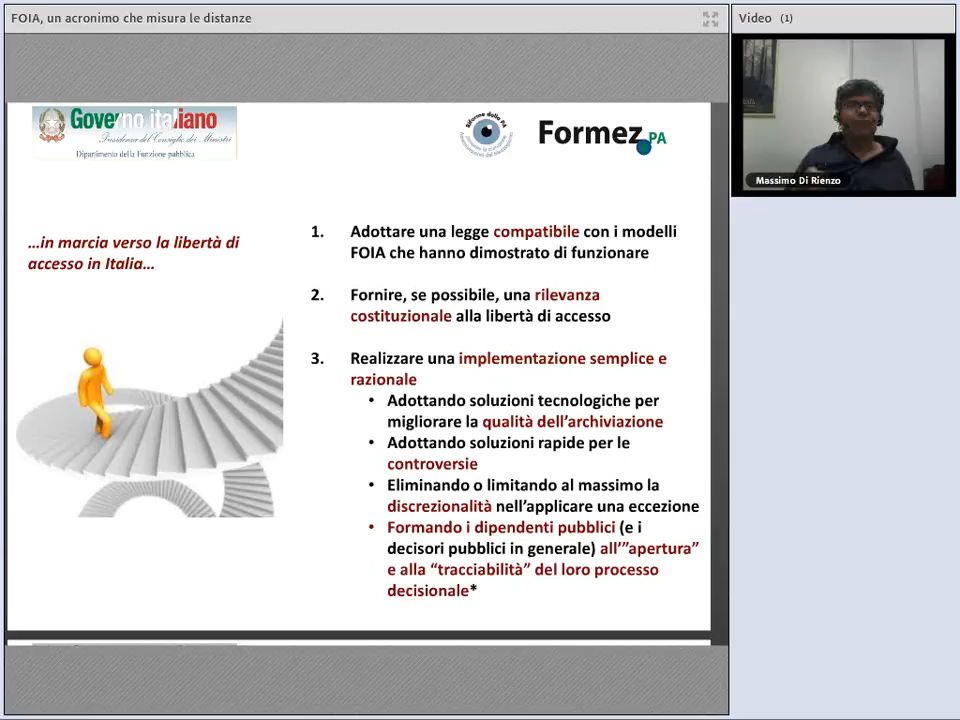 FOIA, un acronimo che misura le distanze
Video (1)
Massimo Di Rienzo
Governo italiano
Presidenza del Consiglio dei Ministri
Dipartimento della Funzione pubblica
Riforme della PA
Formez PA
…in marcia verso la libertà di
accesso in Italia…
1. Adottare una legge compatibile con i modelli
FOIA che hanno dimostrato di funzionare
2. Fornire, se possibile, una rilevanza
costituzionale alla libertà di accesso
3. Realizzare una implementazione semplice e
razionale
• Adottando soluzioni tecnologiche per
migliorare la qualità dell’archiviazione
• Adottando soluzioni rapide per le
controversie
• Eliminando o limitando al massimo la
discrezionalità nell’applicare una eccezione
• Formando i dipendenti pubblici (e i
decisori pubblici in generale) all’”apertura”
e alla “tracciabilità” del loro processo
decisionale*